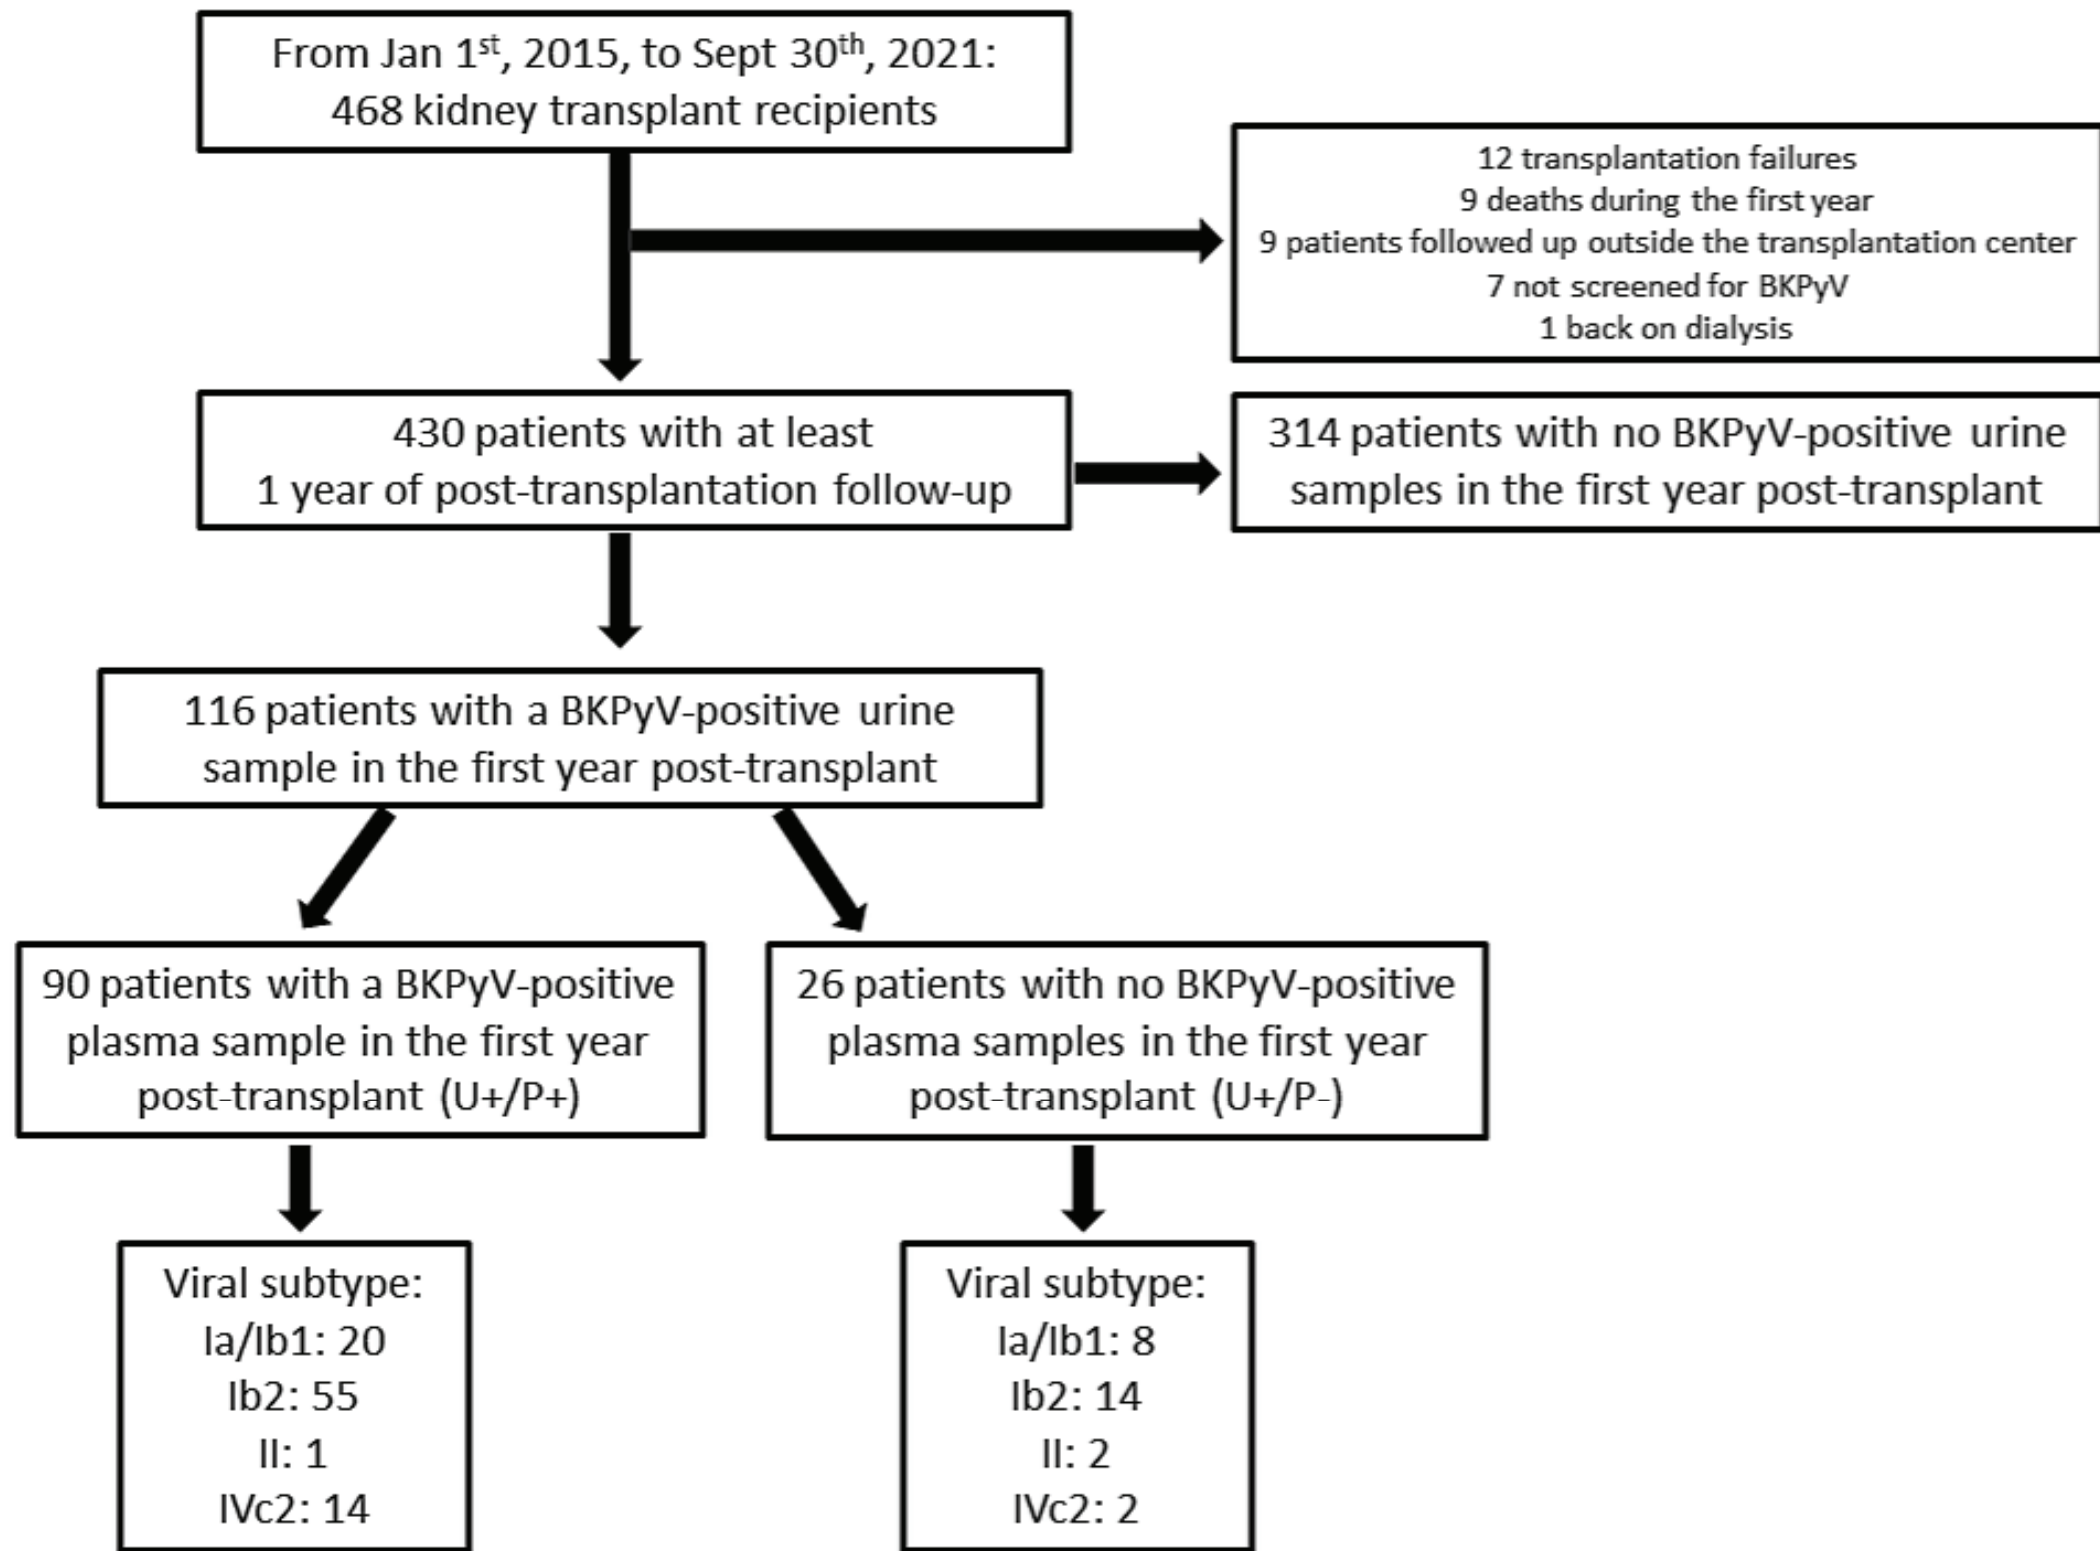 From Jan 1st, 2015, to Sept 30th, 2021:
468 kidney transplant recipients
12 transplantation failures
9 deaths during the first year
9 patients followed up outside the transplantation center
7 not screened for BKPyV
1 back on dialysis
430 patients with at least
1 year of post-transplantation follow-up
314 patients with no BKPyV-positive urine
samples in the first year post-transplant
116 patients with a BKPyV-positive urine
sample in the first year post-transplant
90 patients with a BKPyV-positive
plasma sample in the first year
post-transplant (U+/P+)
26 patients with no BKPyV-positive
plasma samples in the first year
post-transplant (U+/P-)
Viral subtype:
Ia/Ib1: 20
Ib2: 55
II: 1
IVc2: 14
Viral subtype:
Ia/Ib1: 8
Ib2: 14
II: 2
IVc2: 2